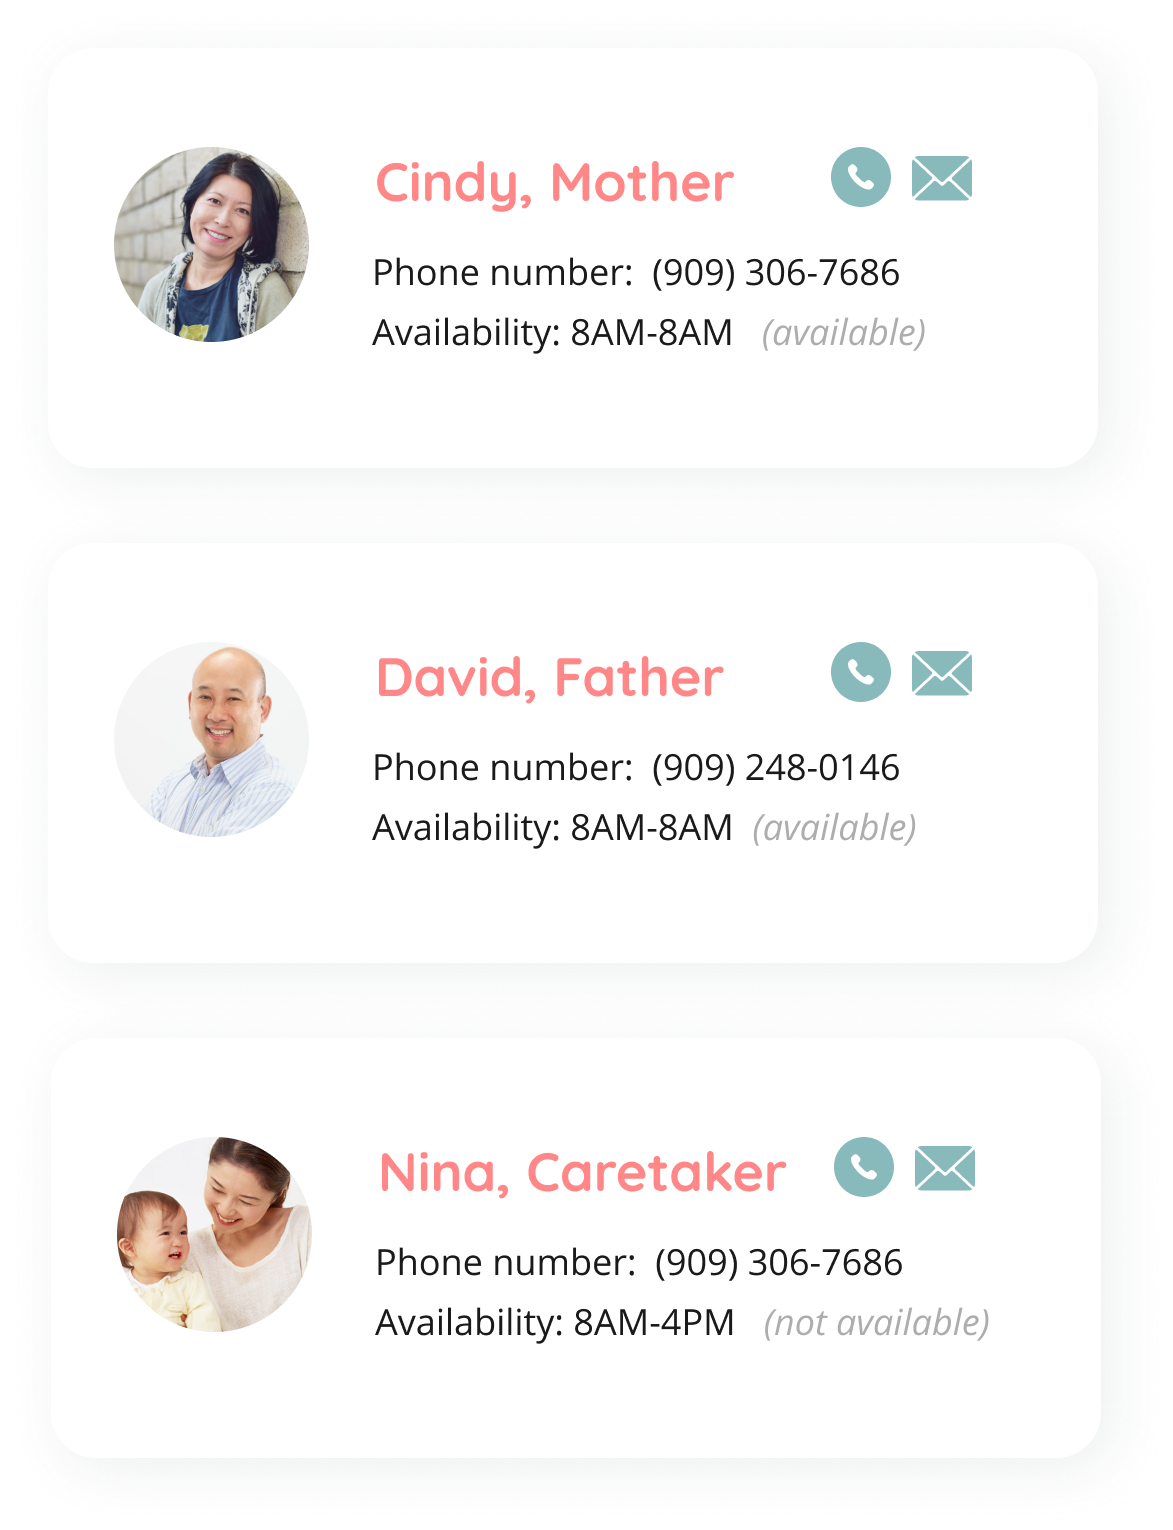 Cindy, Mother
Phone number:  (909) 306-7686
Availability: 8AM-8AM   (available)
David, Father
Phone number:  (909) 248-0146
Availability: 8AM-8AM  (available)
Nina, Caretaker
Phone number:  (909) 306-7686
Availability: 8AM-4PM   (not available)